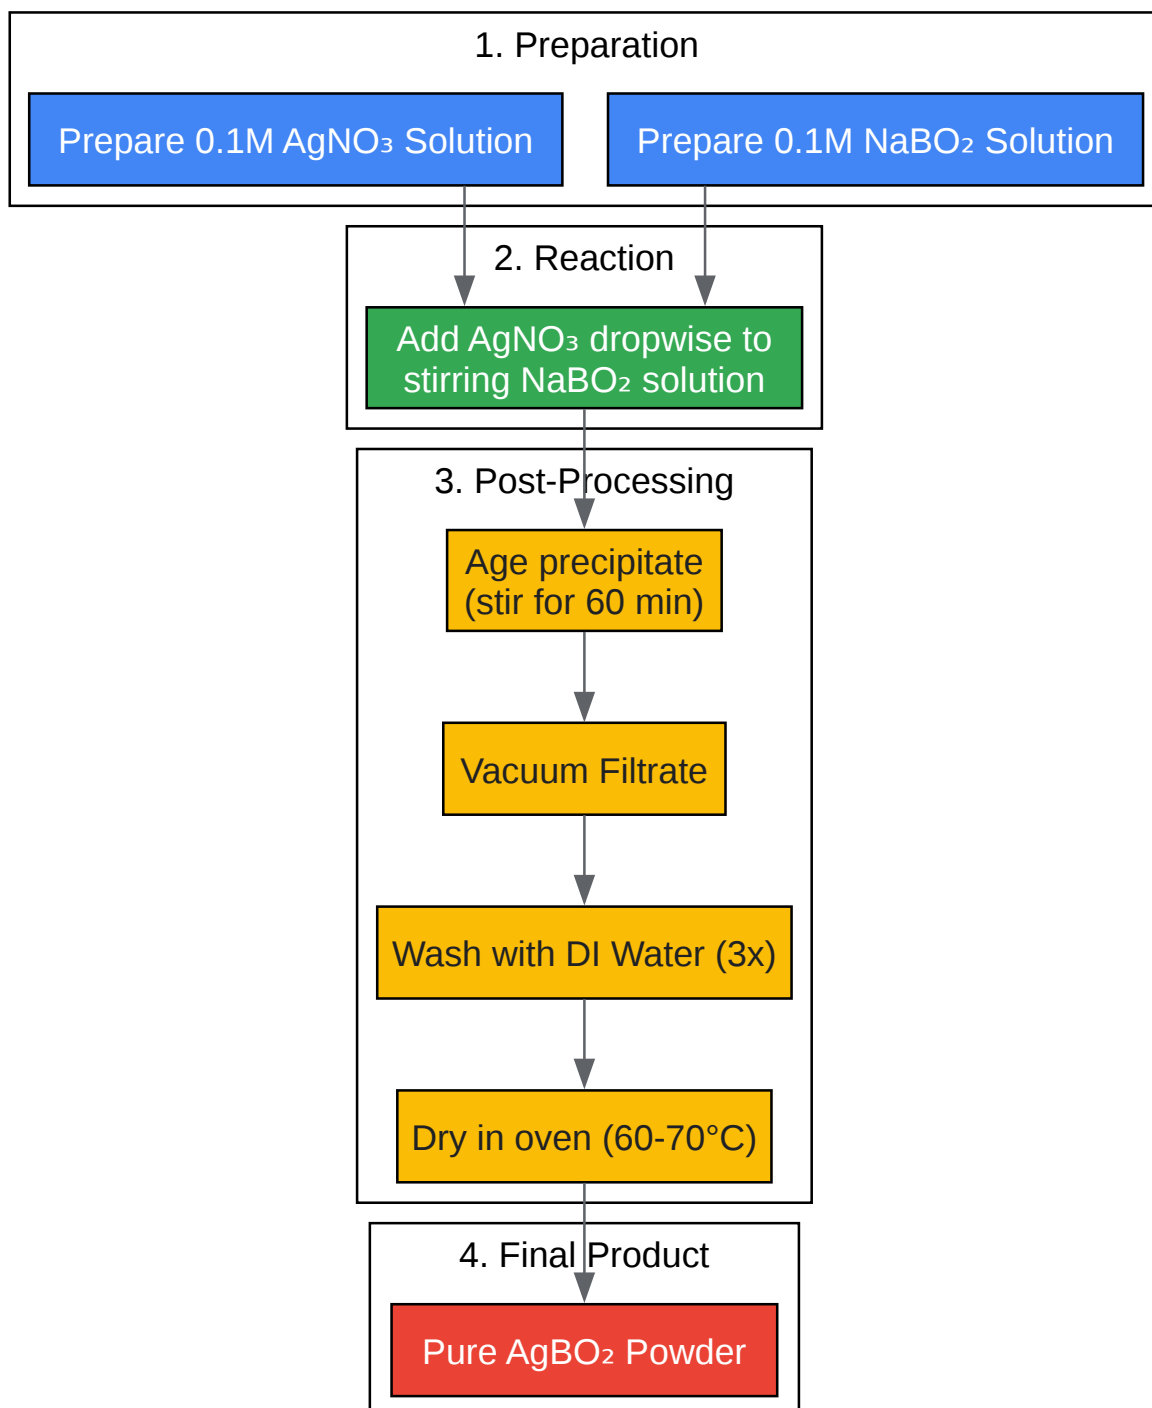 1. Preparation
Prepare 0.1M AgNO₃ Solution
Prepare 0.1M NaBO₂ Solution
2. Reaction
Add AgNO₃ dropwise to
stirring NaBO₂ solution
3. Post-Processing
Age precipitate
(stir for 60 min)
Vacuum Filtrate
Wash with DI Water (3x)
Dry in oven (60-70°C)
4. Final Product
Pure AgBO₂ Powder